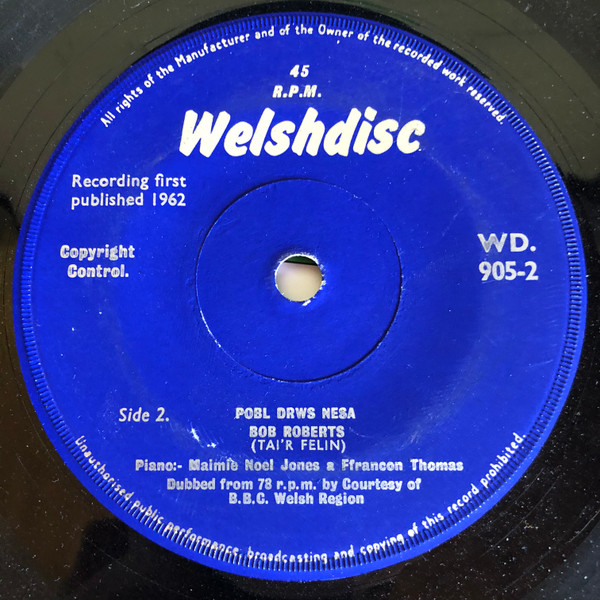 All rights of the Manufacturer and of the Owner of the recorded work reserved.
45
R.P.M.
Welshdisc
Recording first
published 1962
Copyright
Control.
WD.
905-2
Side 2.
POBL DRWS NESA
BOB ROBERTS
(TAI'R FELIN)
Piano:- Maimie Noel Jones a Ffrancon Thomas
Dubbed from 78 r.p.m. by Courtesy of
B.B.C. Welsh Region
Unauthorised public performance, broadcasting and copying of this record prohibited.